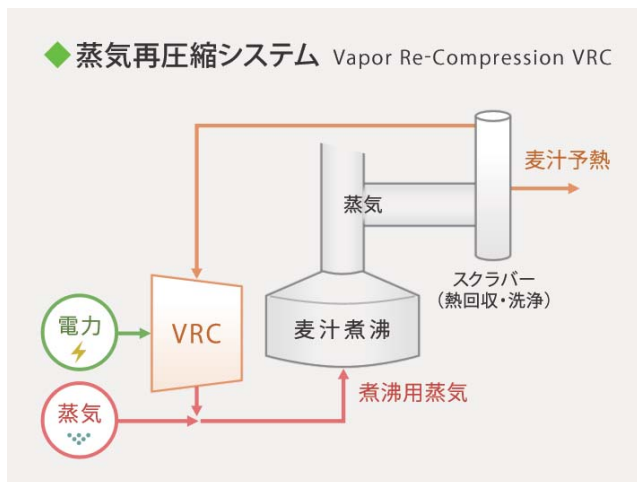 蒸気再圧縮システム Vapor Re-Compression VRC
麦汁予熱
蒸気
スクラバー
(熱回収・洗浄)
電力
VRC
麦汁煮沸
煮沸用蒸気
蒸気